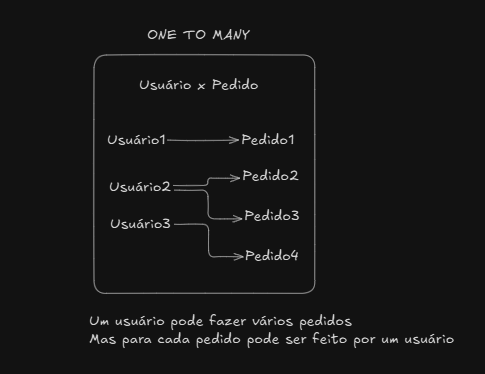 ONE TO MANY
Usuário x Pedido
Usuário1
Pedido1
Usuário2
Pedido2
Pedido3
Usuário3
Pedido4
Um usuário pode fazer vários pedidos
Mas para cada pedido pode ser feito por um usuário